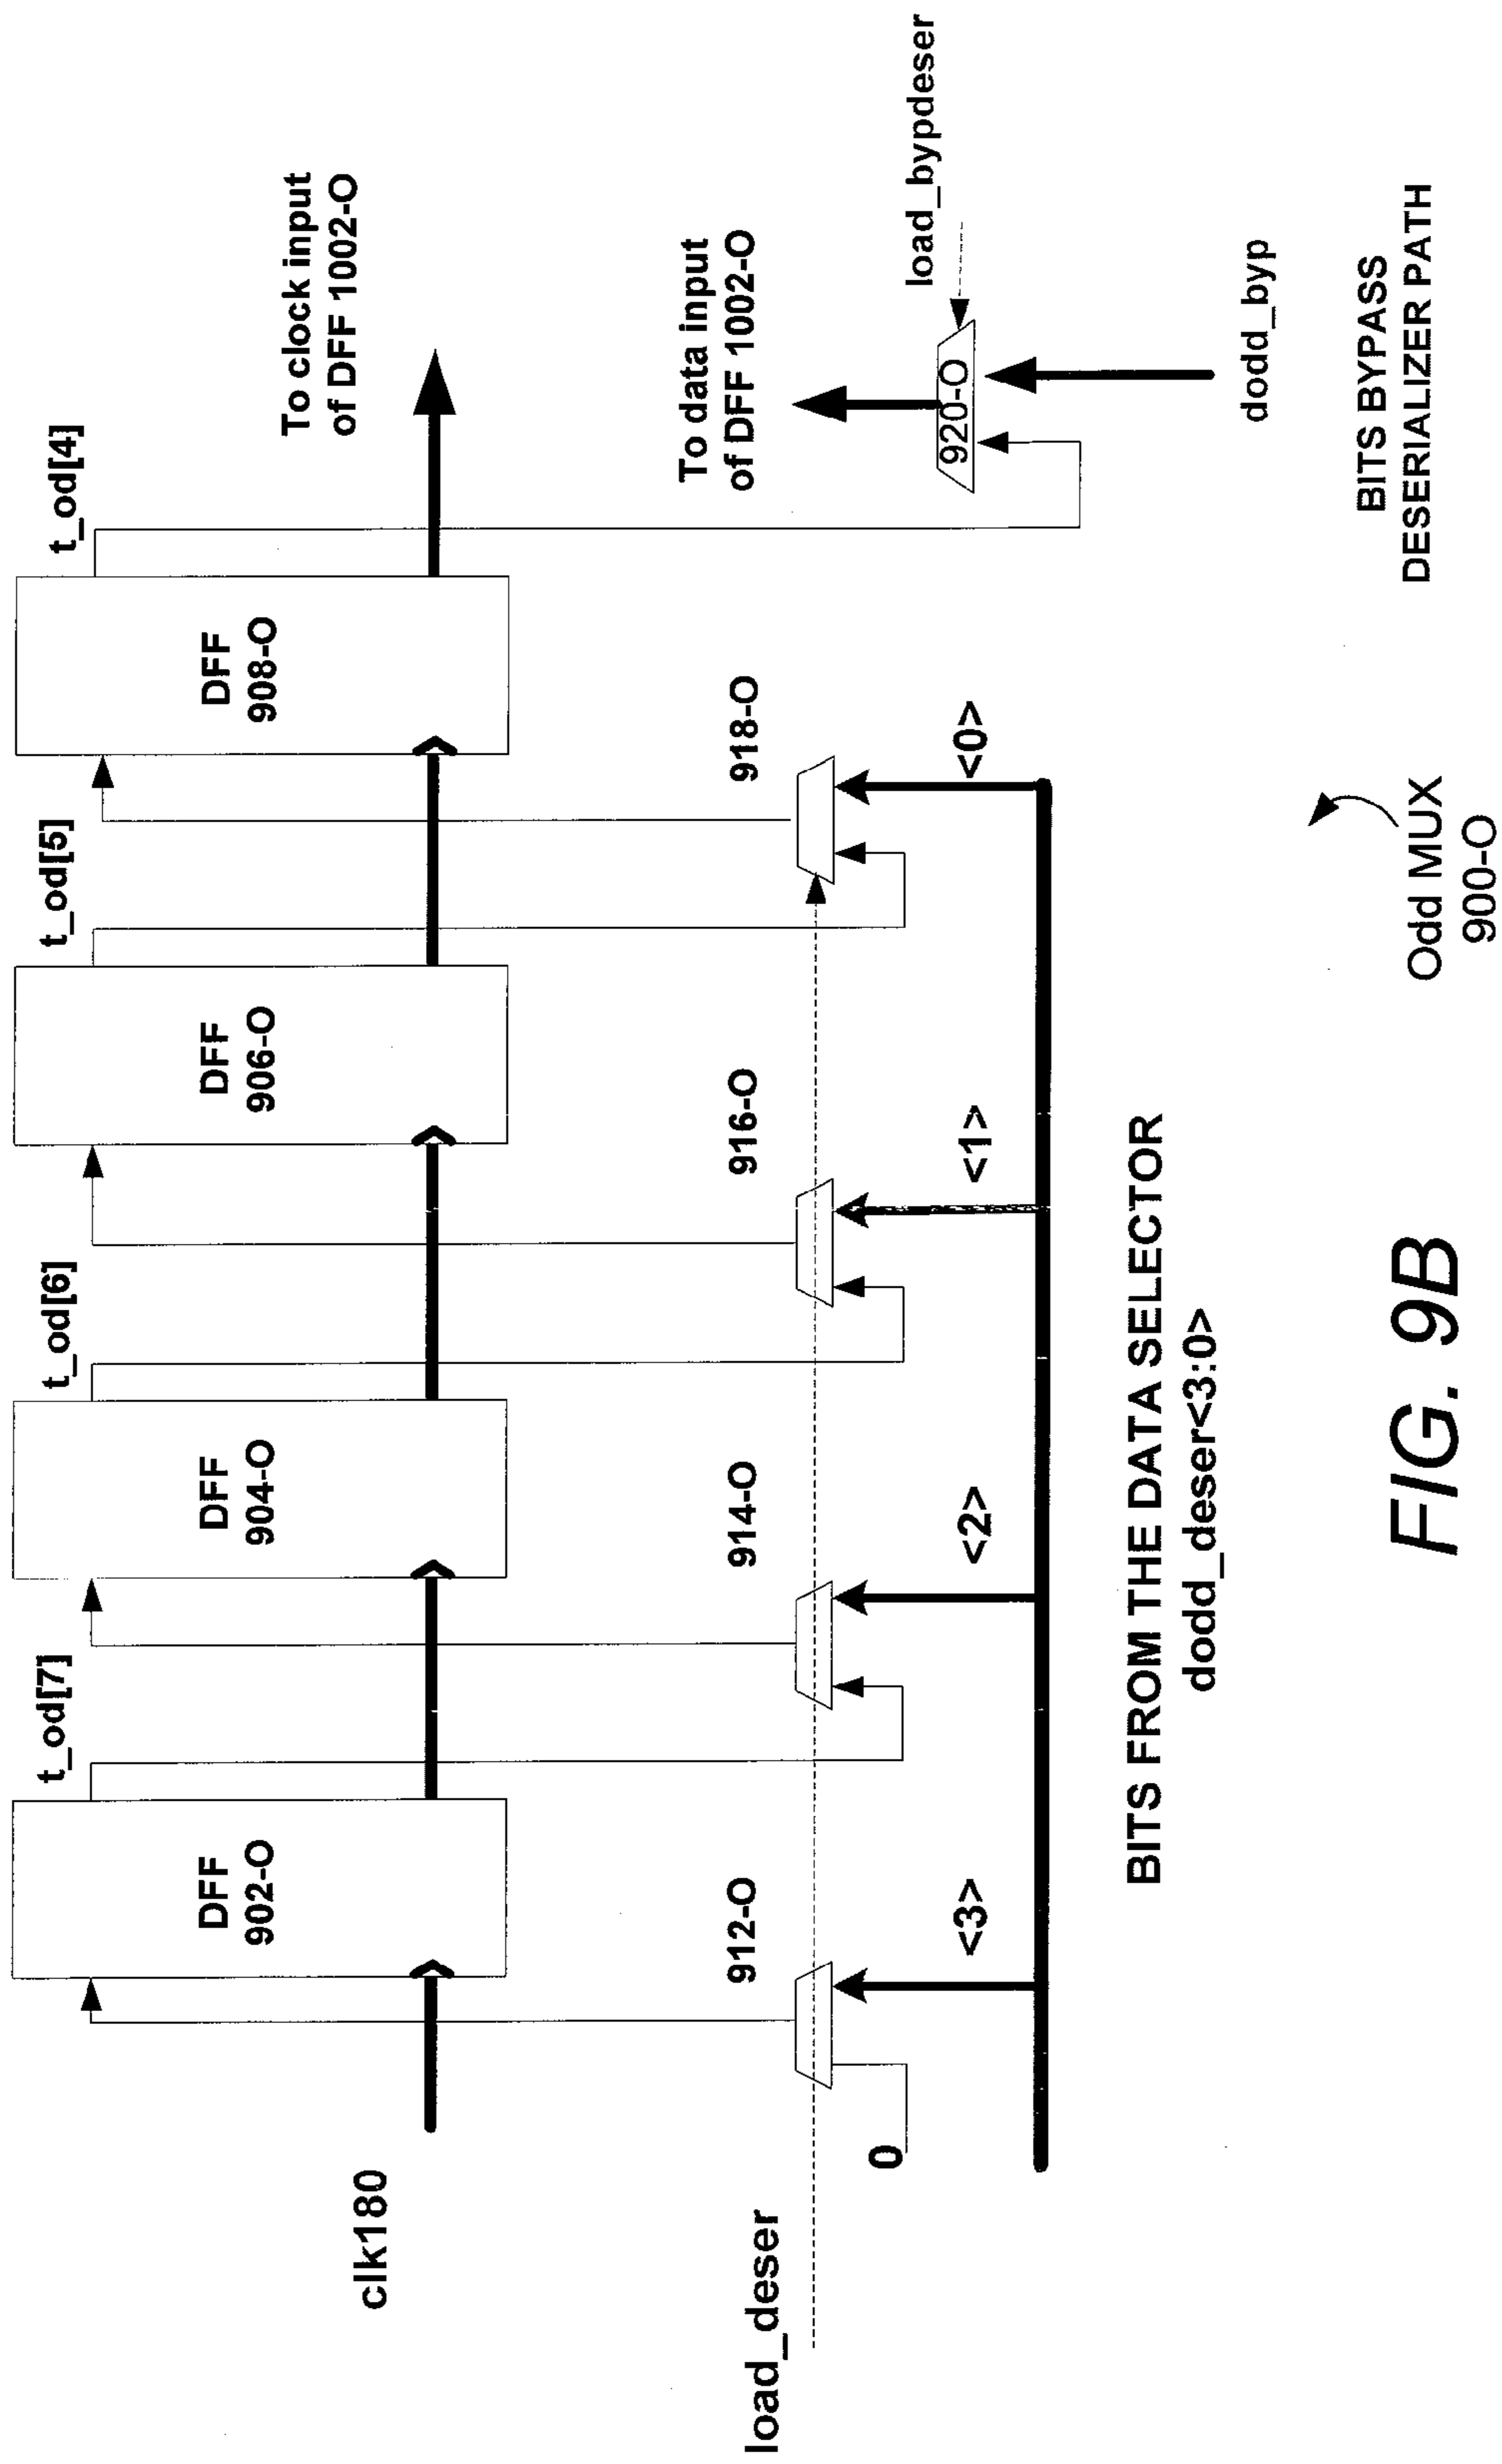 t_od[7]
t_od[6]
t_od[5]
t_od[4]
DFF
902-O
DFF
904-O
DFF
906-O
DFF
908-O
clk180
To clock input
of DFF 1002-O
load_deser
912-O
914-O
916-O
918-O
To data input
of DFF 1002-O
load_bypdeser
0
<3>
<2>
<1>
<0>
920-O
dodd_byp
BITS FROM THE DATA SELECTOR
dodd_deser<3:0>
BITS BYPASS
DESERIALIZER PATH
Odd MUX
900-O
FIG. 9B